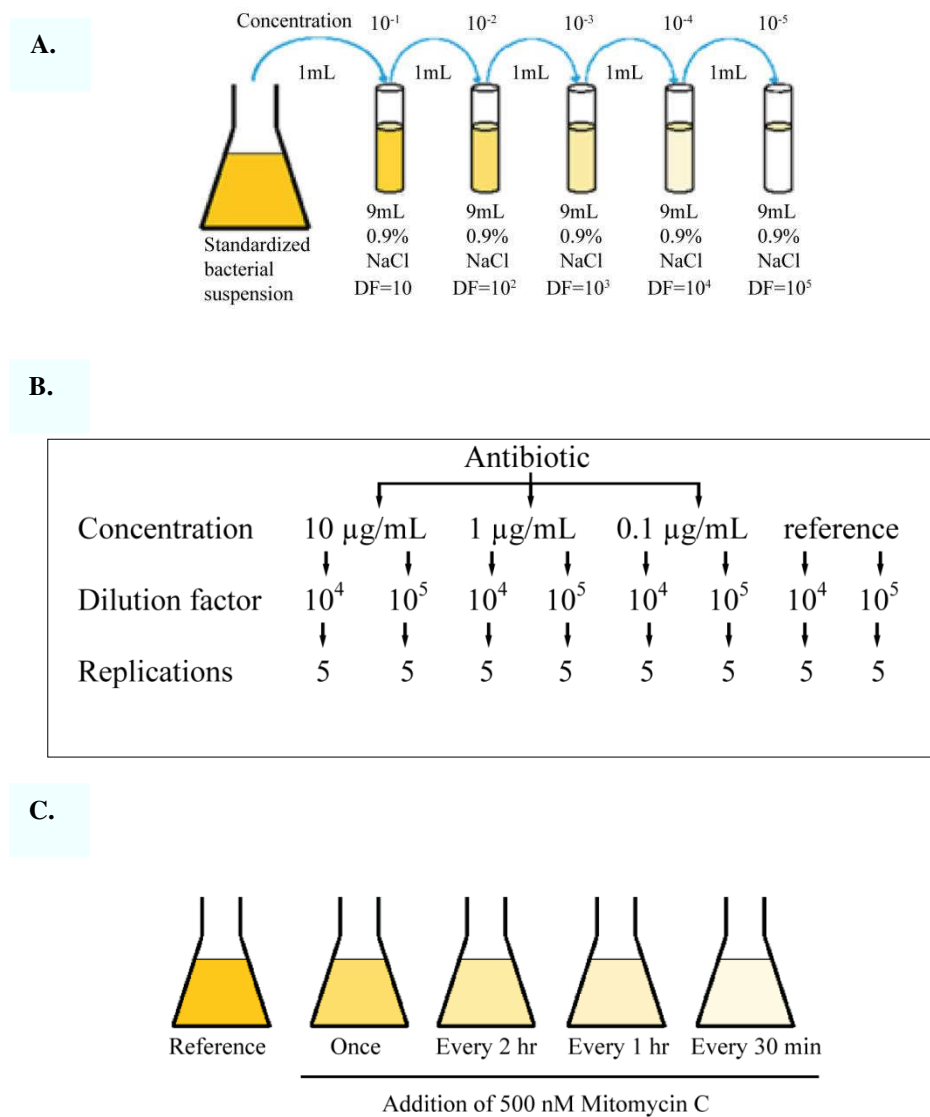 A.
Concentration 10⁻¹ 10⁻² 10⁻³ 10⁻⁴ 10⁻⁵
1mL 1mL 1mL 1mL 1mL
Standardized
bacterial
suspension
9mL 9mL 9mL 9mL 9mL
0.9% 0.9% 0.9% 0.9% 0.9%
NaCl NaCl NaCl NaCl NaCl
DF=10 DF=10² DF=10³ DF=10⁴ DF=10⁵
B.
Antibiotic
Concentration 10 µg/mL 1 µg/mL 0.1 µg/mL reference
Dilution factor 10⁴ 10⁵ 10⁴ 10⁵ 10⁴ 10⁵ 10⁴ 10⁵
Replications 5 5 5 5 5 5 5 5
C.
Reference Once Every 2 hr Every 1 hr Every 30 min
Addition of 500 nM Mitomycin C